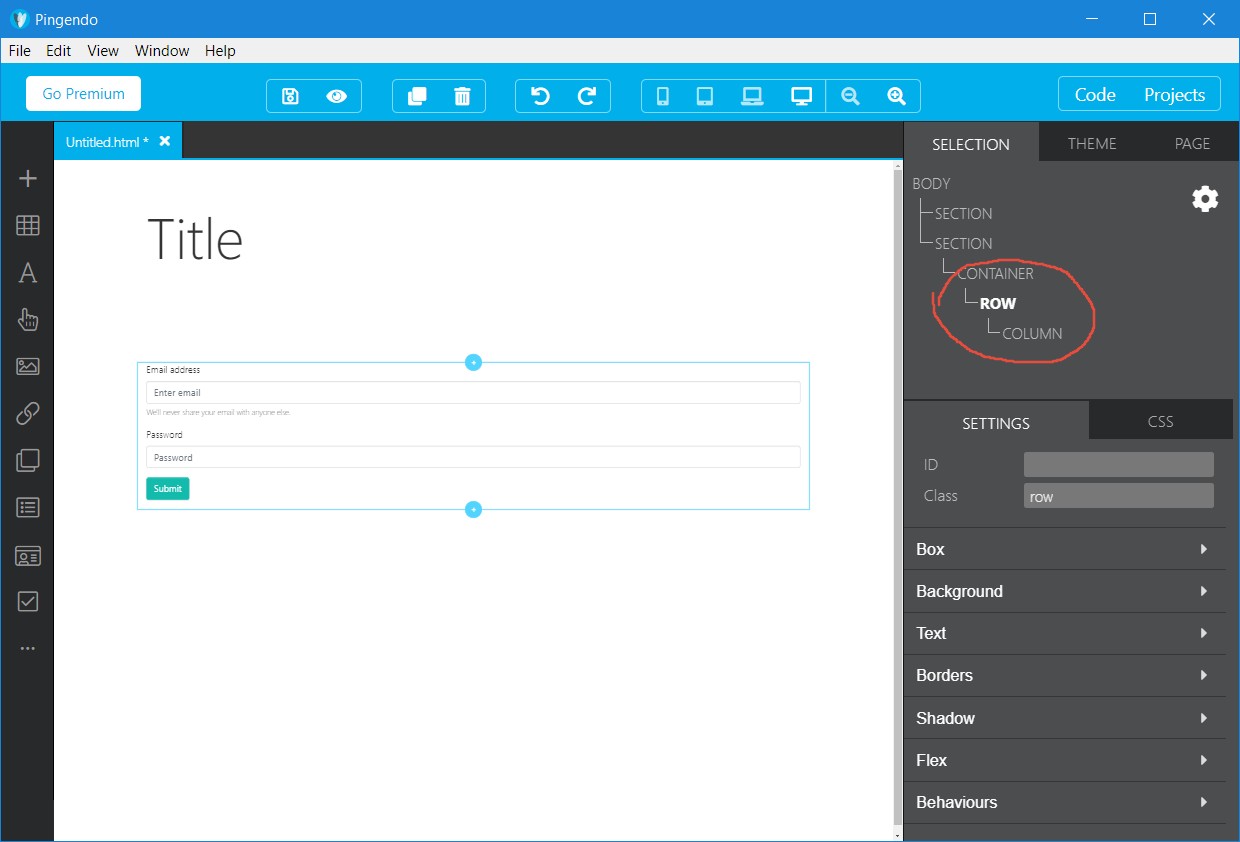 Pingendo
File Edit View Window Help
Go Premium
Code Projects
Untitled.html *
SELECTION THEME PAGE
BODY
SECTION
SECTION
CONTAINER
ROW
COLUMN
Title
Email address
Enter email
We'll never share your email with anyone else.
Password
Password
Submit
SETTINGS CSS
ID
Class row
Box
Background
Text
Borders
Shadow
Flex
Behaviours